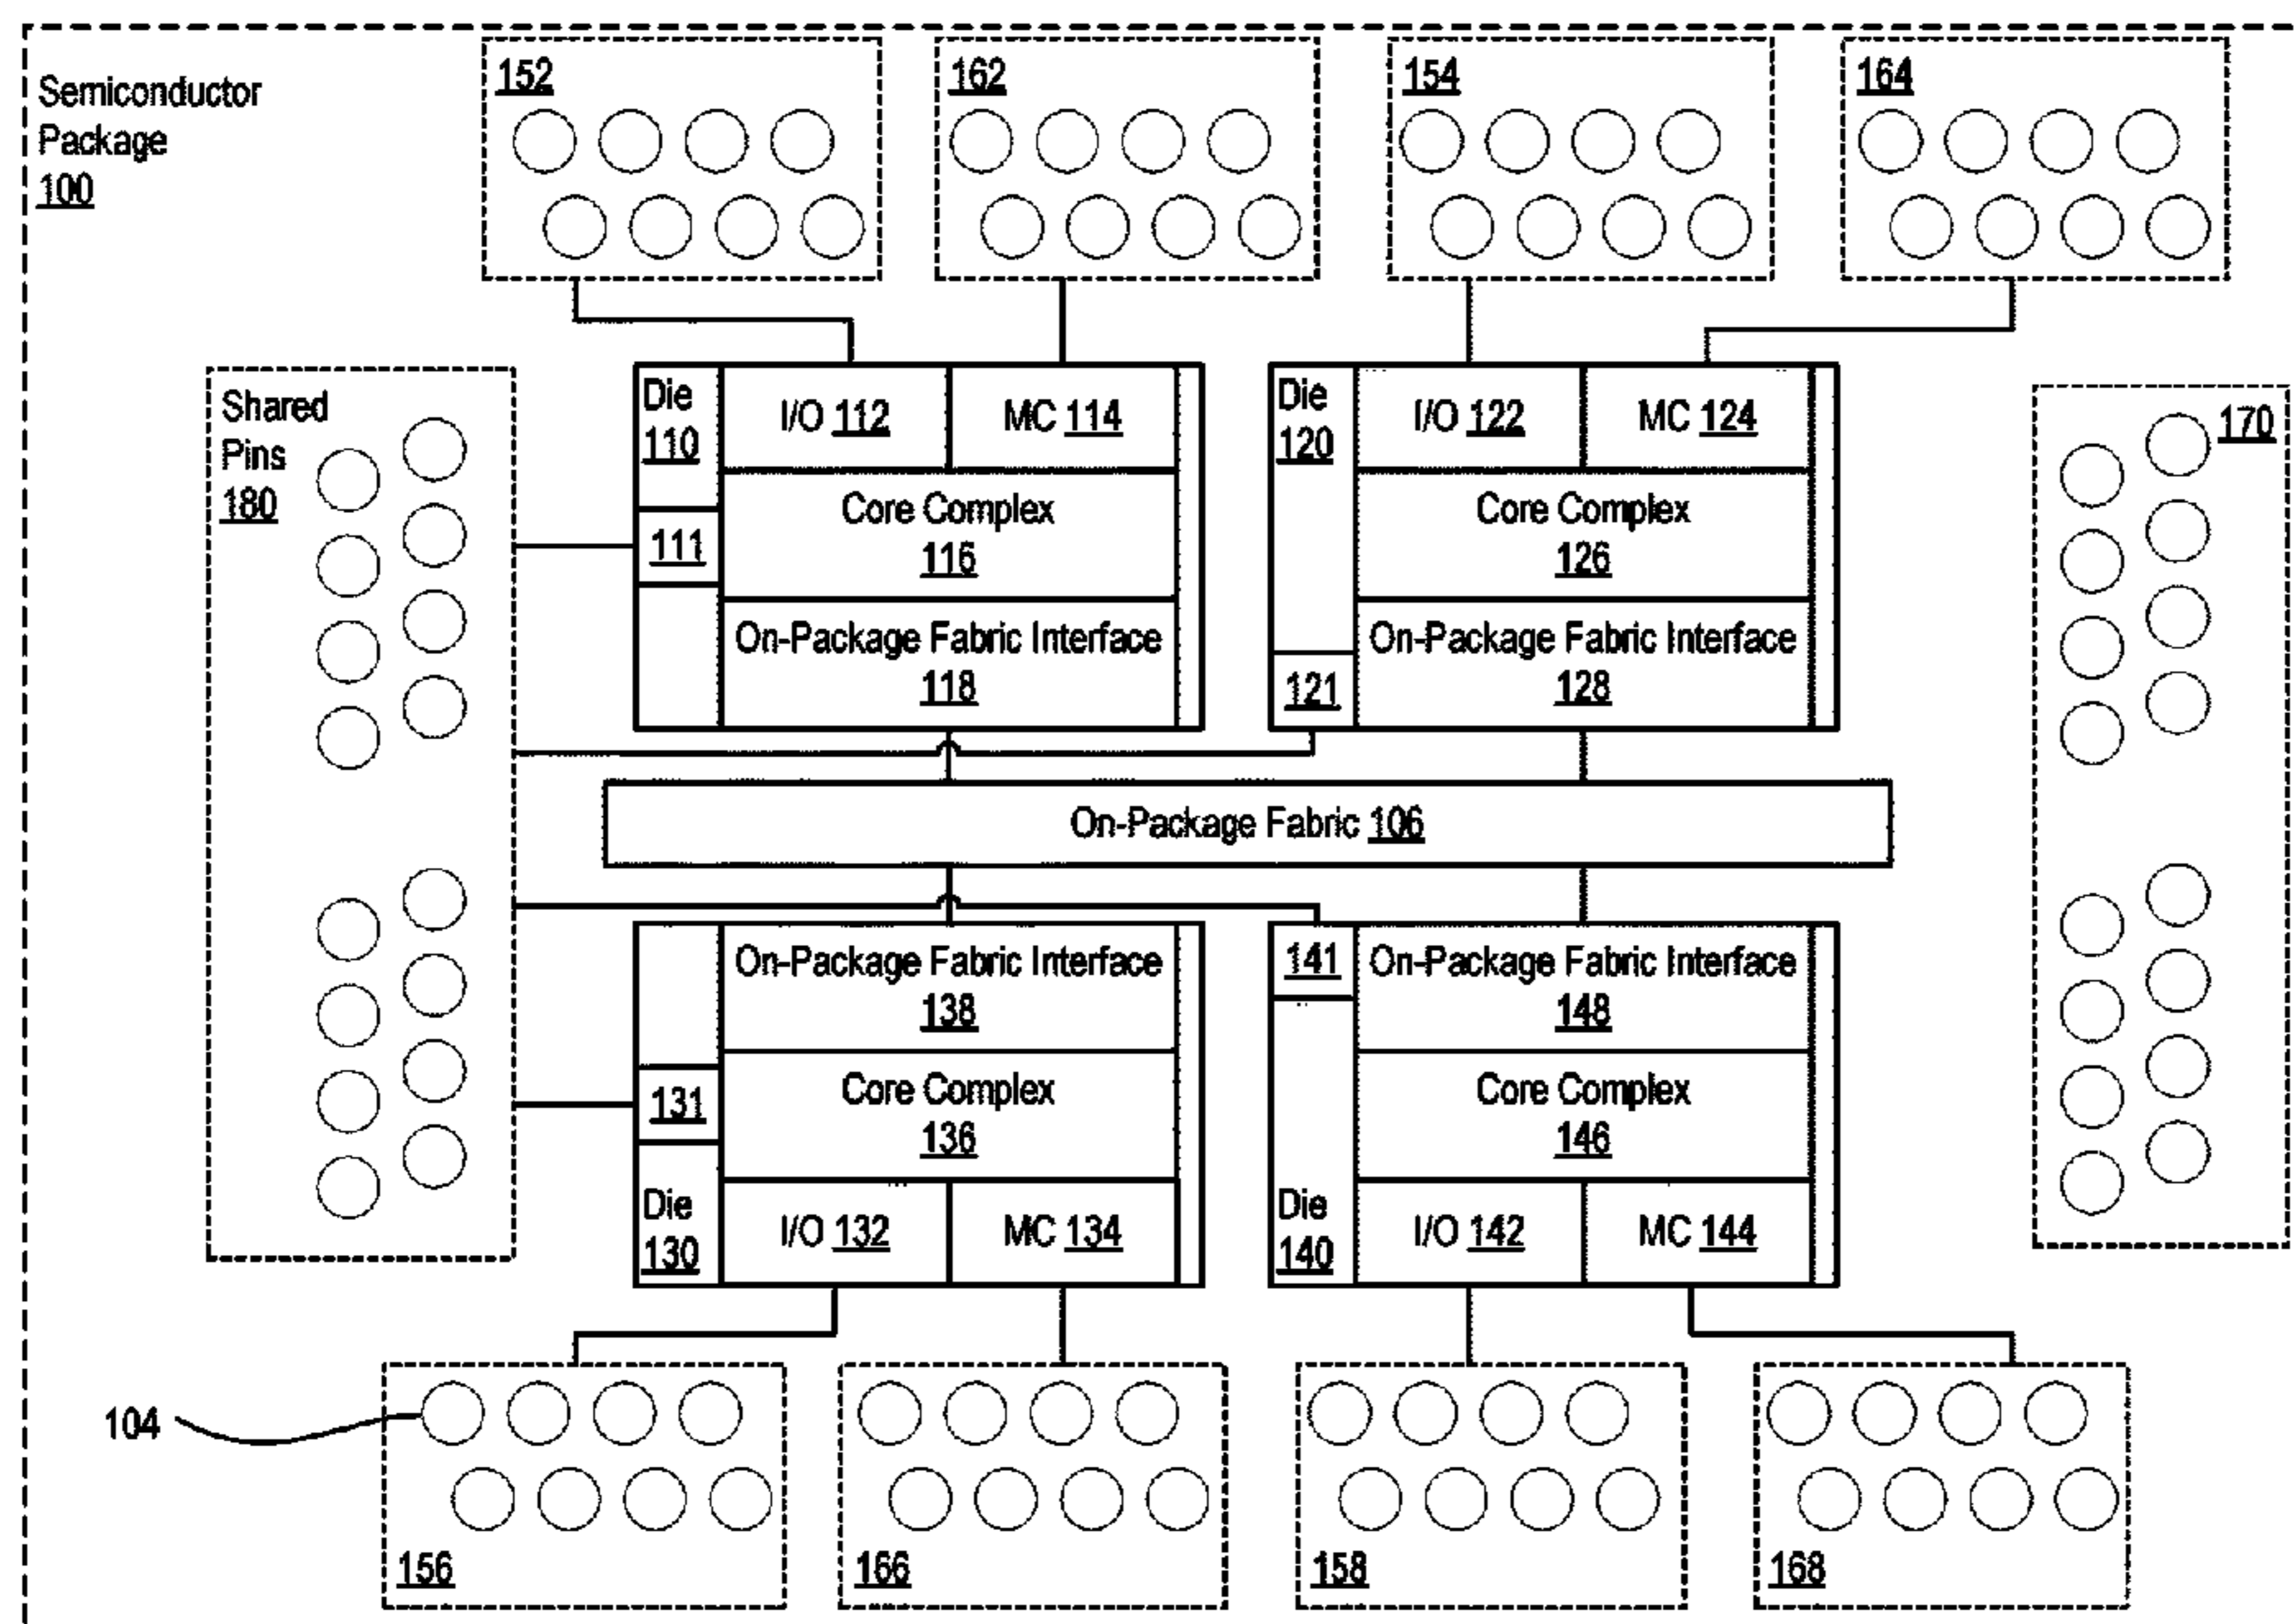 Semiconductor
Package
100
152
162
154
164
Shared
Pins
180
Die
110
I/O 112
MC 114
111
Core Complex
116
On-Package Fabric Interface
118
Die
120
I/O 122
MC 124
Core Complex
126
121
On-Package Fabric Interface
128
170
On-Package Fabric 106
On-Package Fabric Interface
138
131
Core Complex
136
Die
130
I/O 132
MC 134
141
On-Package Fabric Interface
148
Core Complex
146
Die
140
I/O 142
MC 144
104
156
166
158
168